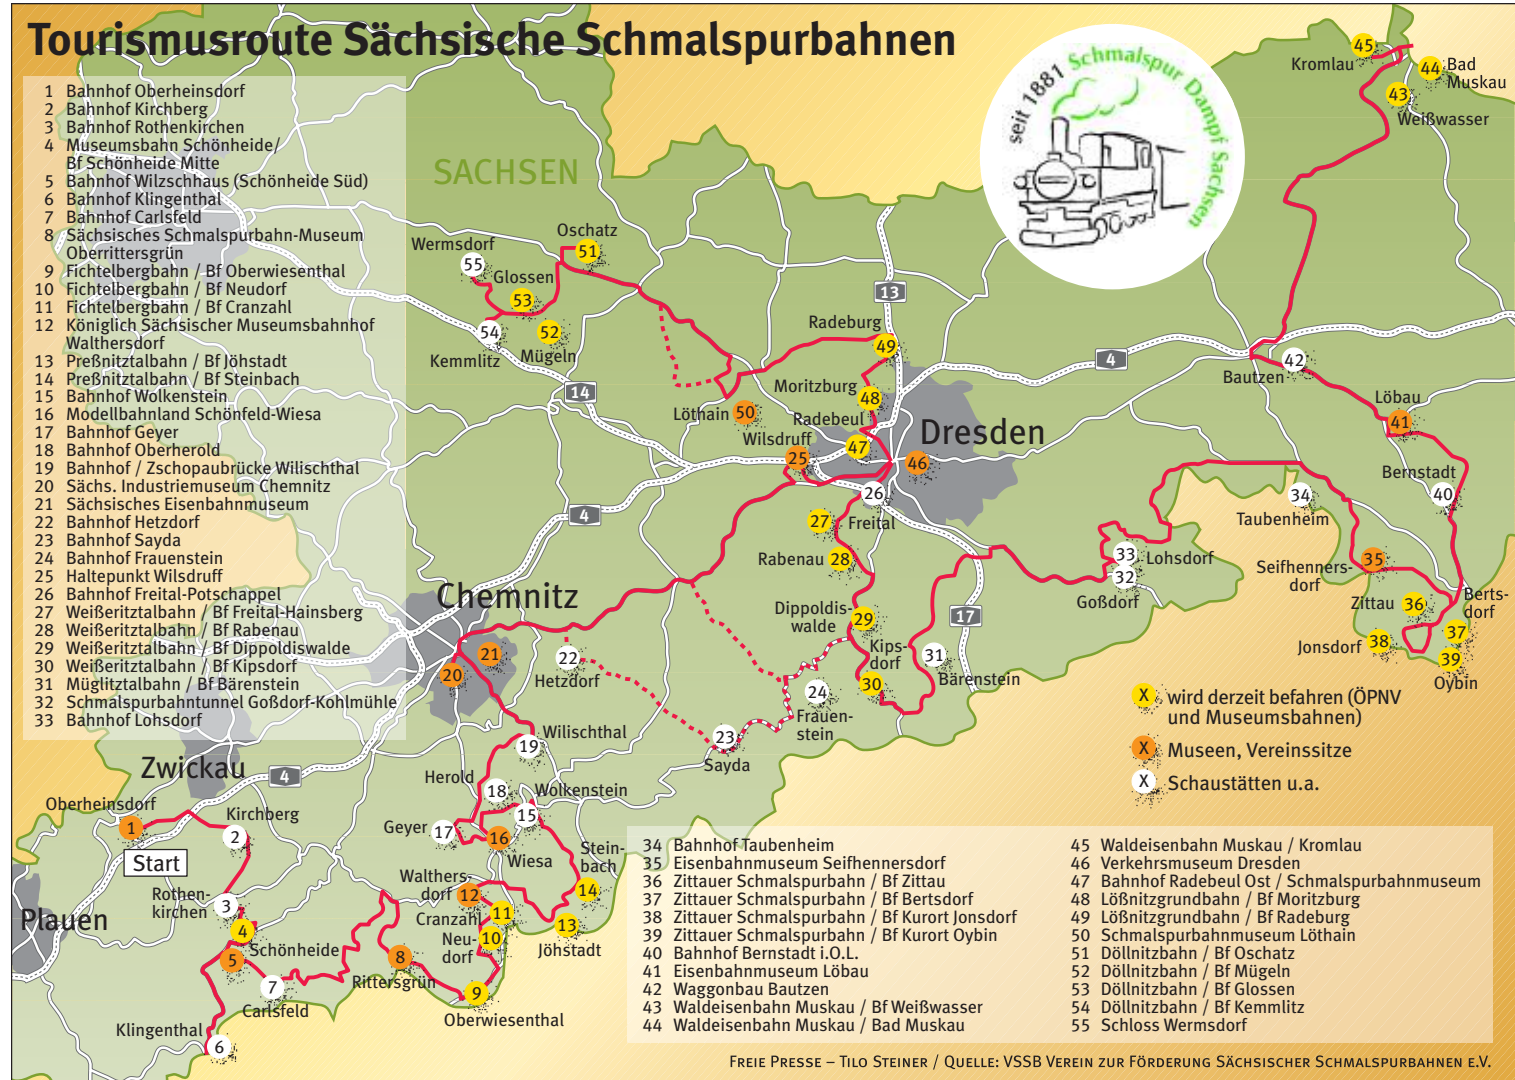 Tourismusroute Sächsische Schmalspurbahnen
1 Bahnhof Oberheinsdorf
2 Bahnhof Kirchberg
3 Bahnhof Rothenkirchen
4 Museumsbahn Schönheide/
Bf Schönheide Mitte
5 Bahnhof Wilzschhaus (Schönheide Süd)
6 Bahnhof Klingenthal
7 Bahnhof Carlsfeld
8 Sächsisches Schmalspurbahn-Museum
Oberrittersgrün
9 Fichtelbergbahn / Bf Oberwiesenthal
10 Fichtelbergbahn / Bf Neudorf
11 Fichtelbergbahn / Bf Cranzahl
12 Königlich Sächsischer Museumsbahnhof
Walthersdorf
13 Preßnitztalbahn / Bf Jöhstadt
14 Preßnitztalbahn / Bf Steinbach
15 Bahnhof Wolkenstein
16 Modellbahnland Schönfeld-Wiesa
17 Bahnhof Geyer
18 Bahnhof Oberherold
19 Bahnhof / Zschopaubrücke Wilischthal
20 Sächs. Industriemuseum Chemnitz
21 Sächsisches Eisenbahnmuseum
22 Bahnhof Hetzdorf
23 Bahnhof Sayda
24 Bahnhof Frauenstein
25 Haltepunkt Wilsdruff
26 Bahnhof Freital-Potschappel
27 Weißeritztalbahn / Bf Freital-Hainsberg
28 Weißeritztalbahn / Bf Rabenau
29 Weißeritztalbahn / Bf Dippoldiswalde
30 Weißeritztalbahn / Bf Kipsdorf
31 Müglitztalbahn / Bf Bärenstein
32 Schmalspurbahntunnel Goßdorf-Kohlmühle
33 Bahnhof Lohsdorf
SACHSEN
seit 1881 Schmalspur Dampf Sachsen
45
Kromlau
44 Bad
Muskau
43
Weißwasser
Oschatz
51
Wermsdorf
55
Glossen
53
54
Kemmlitz
52
Mügeln
14
13
Radeburg
49
Moritzburg
48
Radebeul
47
Löthain 50
Wilsdruff
25
Dresden
46
4
42
Bautzen
Löbau
41
Bernstadt
40
26
Freital
27
Rabenau 28
4
34
Taubenheim
33 Lohsdorf
32
Goßdorf
Seifhenners-
dorf
35
Zittau 36
Berts-
dorf
37
Jonsdorf 38
39
Oybin
17
Dippoldis-
walde
29
Kips-
dorf
30
31
Bärenstein
Chemnitz
21
20
22
Hetzdorf
24
Frauen-
stein
23
Sayda
Wilischthal
19
Herold
18
Wolkenstein
15
Geyer 17
16
Wiesa
Stein-
bach
14
Walthers-
dorf 12
Cranzahl 11
Neu-
dorf
10
13
Jöhstadt
Zwickau
4
Oberheinsdorf
1
Start
Kirchberg
2
Rothen-
kirchen
3
4
Schönheide
5
Plauen
7
Carlsfeld
Klingenthal
6
8
Rittersgrün
9
Oberwiesenthal
X wird derzeit befahren (ÖPNV
und Museumsbahnen)
X Museen, Vereinssitze
X Schaustätten u.a.
34 Bahnhof Taubenheim
35 Eisenbahnmuseum Seifhennersdorf
36 Zittauer Schmalspurbahn / Bf Zittau
37 Zittauer Schmalspurbahn / Bf Bertsdorf
38 Zittauer Schmalspurbahn / Bf Kurort Jonsdorf
39 Zittauer Schmalspurbahn / Bf Kurort Oybin
40 Bahnhof Bernstadt i.O.L.
41 Eisenbahnmuseum Löbau
42 Waggonbau Bautzen
43 Waldeisenbahn Muskau / Bf Weißwasser
44 Waldeisenbahn Muskau / Bad Muskau
45 Waldeisenbahn Muskau / Kromlau
46 Verkehrsmuseum Dresden
47 Bahnhof Radebeul Ost / Schmalspurbahnmuseum
48 Lößnitzgrundbahn / Bf Moritzburg
49 Lößnitzgrundbahn / Bf Radeburg
50 Schmalspurbahnmuseum Löthain
51 Döllnitzbahn / Bf Oschatz
52 Döllnitzbahn / Bf Mügeln
53 Döllnitzbahn / Bf Glossen
54 Döllnitzbahn / Bf Kemmlitz
55 Schloss Wermsdorf
FREIE PRESSE – TILO STEINER / QUELLE: VSSB VEREIN ZUR FÖRDERUNG SÄCHSISCHER SCHMALSPURBAHNEN E.V.